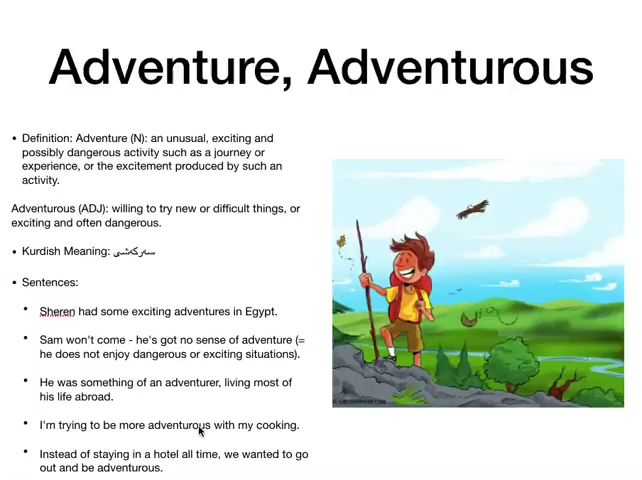 Adventure, Adventurous
• Definition: Adventure (N): an unusual, exciting and
possibly dangerous activity such as a journey or
experience, or the excitement produced by such an
activity.
Adventurous (ADJ): willing to try new or difficult things, or
exciting and often dangerous.
• Kurdish Meaning: سەرکەشی
• Sentences:
• Sheren had some exciting adventures in Egypt.
• Sam won't come - he's got no sense of adventure (=
he does not enjoy dangerous or exciting situations).
• He was something of an adventurer, living most of
his life abroad.
• I'm trying to be more adventurous with my cooking.
• Instead of staying in a hotel all time, we wanted to go
out and be adventurous.